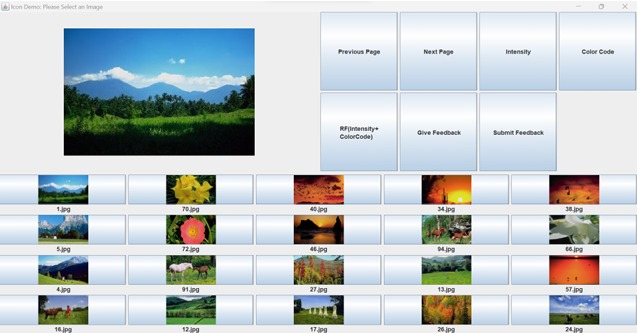 Icon Demo: Please Select an Image
Previous Page
Next Page
Intensity
Color Code
RF(Intensity+
ColorCode)
Give Feedback
Submit Feedback
1.jpg
70.jpg
40.jpg
34.jpg
38.jpg
5.jpg
72.jpg
46.jpg
94.jpg
66.jpg
4.jpg
91.jpg
27.jpg
13.jpg
57.jpg
16.jpg
12.jpg
17.jpg
26.jpg
24.jpg